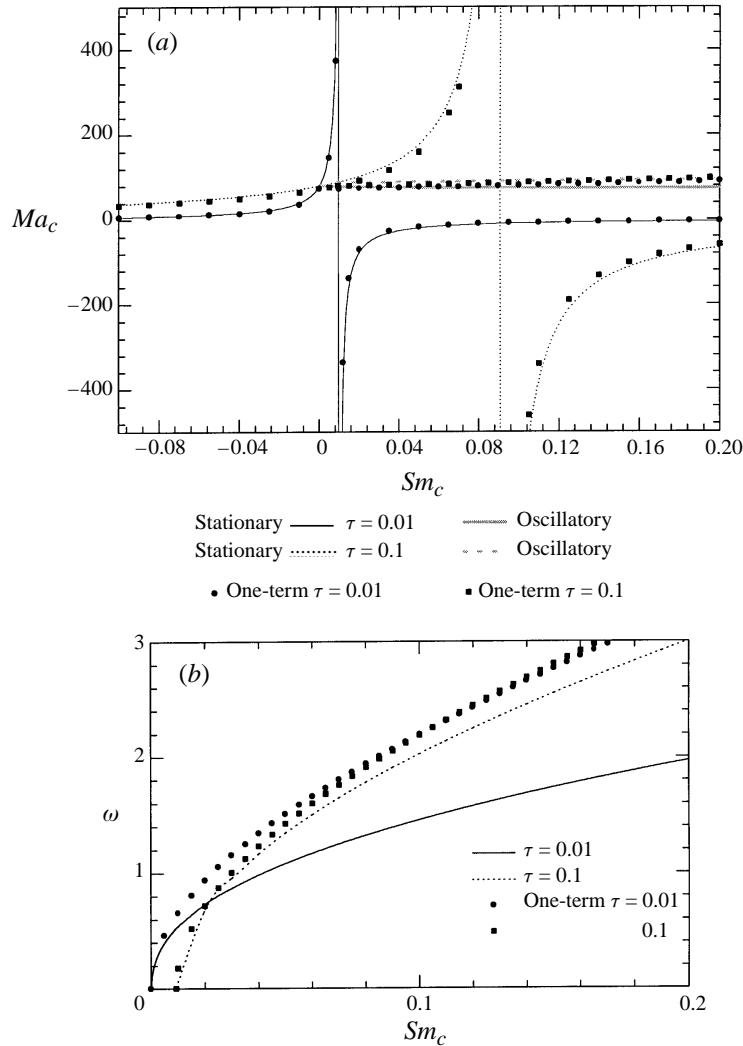 (a)
400
200
0
−200
−400
Ma_c
−0.08 −0.04 0 0.04 0.08 0.12 0.16 0.20
Sm_c
Stationary τ = 0.01 Oscillatory
Stationary τ = 0.1 Oscillatory
One-term τ = 0.01 One-term τ = 0.1
(b)
3
2
1
0
ω
τ = 0.01
τ = 0.1
One-term τ = 0.01
0.1
0.1 0.2
Sm_c